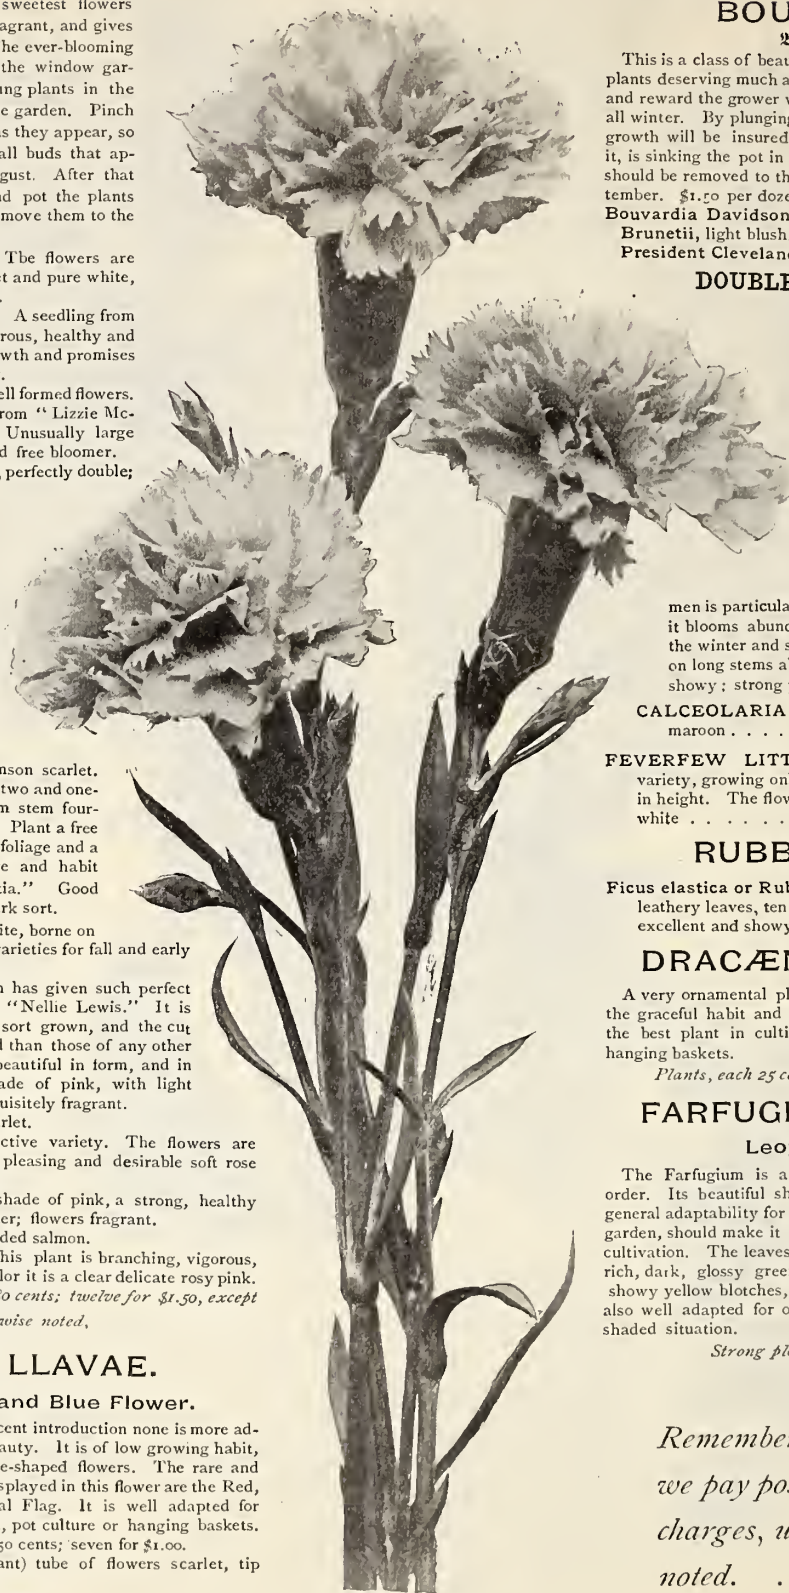 sweetest flowers
agrant, and gives
he ever-blooming
the window gar-
ung plants in the
e garden. Pinch
as they appear, so
all buds that ap-
gust. After that
nd pot the plants
move them to the
Tbe flowers are
et and pure white,
A seedling from
rous, healthy and
wth and promises
ell formed flowers.
rom “Lizzie Mc-
Unusually large
d free bloomer.
, perfectly double;
nson scarlet.
two and one-
m stem four-
Plant a free
foliage and a
e and habit
tia.” Good
rk sort.
ite, borne on
varieties for fall and early
n has given such perfect
“Nellie Lewis.” It is
sort grown, and the cut
d than those of any other
beautiful in form, and in
ade of pink, with light
uisitely fragrant.
rlet.
ctive variety. The flowers are
pleasing and desirable soft rose
shade of pink, a strong, healthy
er; flowers fragrant.
ded salmon.
his plant is branching, vigorous,
lor it is a clear delicate rosy pink.
80 cents; twelve for $1.50, except
wise noted,
LLAVAE.
and Blue Flower.
cent introduction none is more ad-
auty. It is of low growing habit,
e-shaped flowers. The rare and
splayed in this flower are the Red,
al Flag. It is well adapted for
, pot culture or hanging baskets.
50 cents; seven for $1.00.
ant) tube of flowers scarlet, tip
BOU
This is a class of beau
plants deserving much a
and reward the grower v
all winter. By plunging
growth will be insured
it, is sinking the pot in
should be removed to th
tember. $1.50 per doze
Bouvardia Davidson
Brunetii, light blush
President Clevelan
DOUBLE
men is particula
it blooms abund
the winter and s
on long stems a
showy; strong
CALCEOLARIA
maroon . . . .
FEVERFEW LITT
variety, growing on
in height. The flow
white . . . . . .
RUBB
Ficus elastica or Rub
leathery leaves, ten
excellent and showy
DRACÆN
A very ornamental pl
the graceful habit and
the best plant in culti
hanging baskets.
Plants, each 25 c
FARFUGI
Leo
The Farfugium is a
order. Its beautiful sh
general adaptability for
garden, should make it
cultivation. The leaves
rich, dark, glossy gree
showy yellow blotches,
also well adapted for o
shaded situation.
Strong pl
Remember
we pay pos
charges, u
noted. .